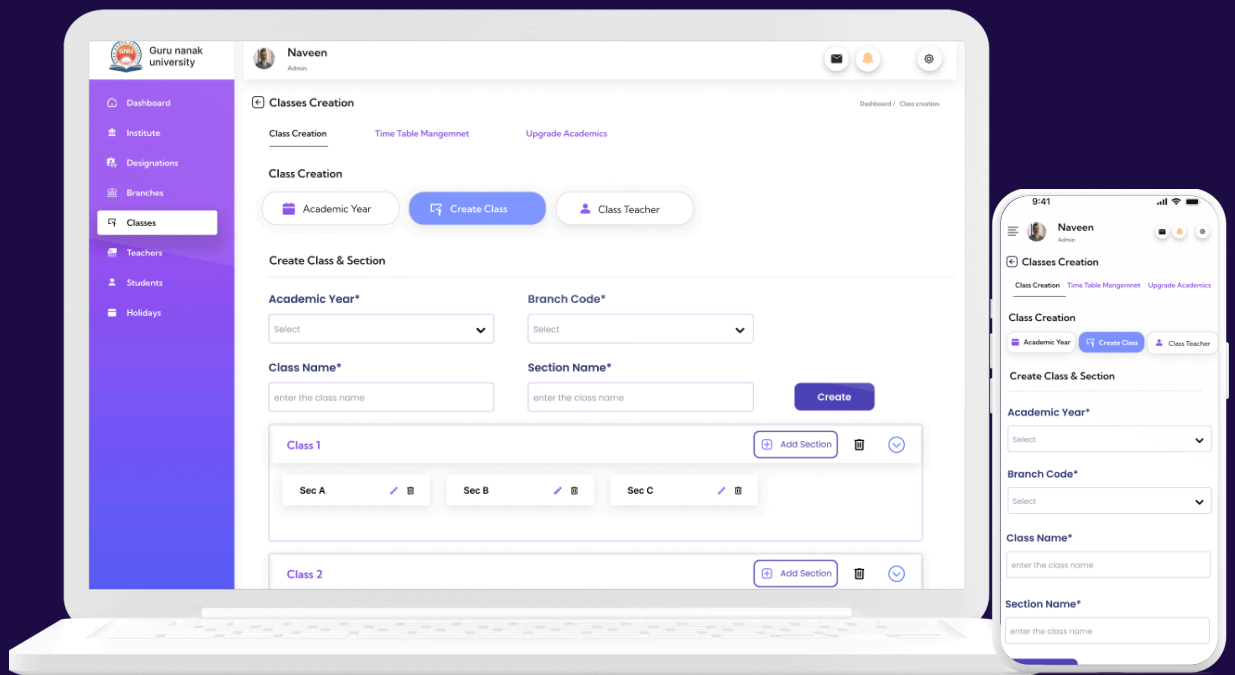 GNU
Guru nanak
university
Naveen
Admin
Dashboard
Institute
Designations
Branches
Classes
Teachers
Students
Holidays
Classes Creation
Dashboard / Class creation
Class Creation Time Table Mangemnet Upgrade Academics
Class Creation
Academic Year Create Class Class Teacher
Create Class & Section
Academic Year* Branch Code*
Select Select
Class Name* Section Name*
enter the class name enter the class name Create
Class 1 Add Section
Sec A Sec B Sec C
Class 2 Add Section
9:41
Naveen
Admin
Classes Creation
Class Creation Time Table Mangemnet Upgrade Academics
Class Creation
Academic Year Create Class Class Teacher
Create Class & Section
Academic Year*
Select
Branch Code*
Select
Class Name*
enter the class name
Section Name*
enter the class name